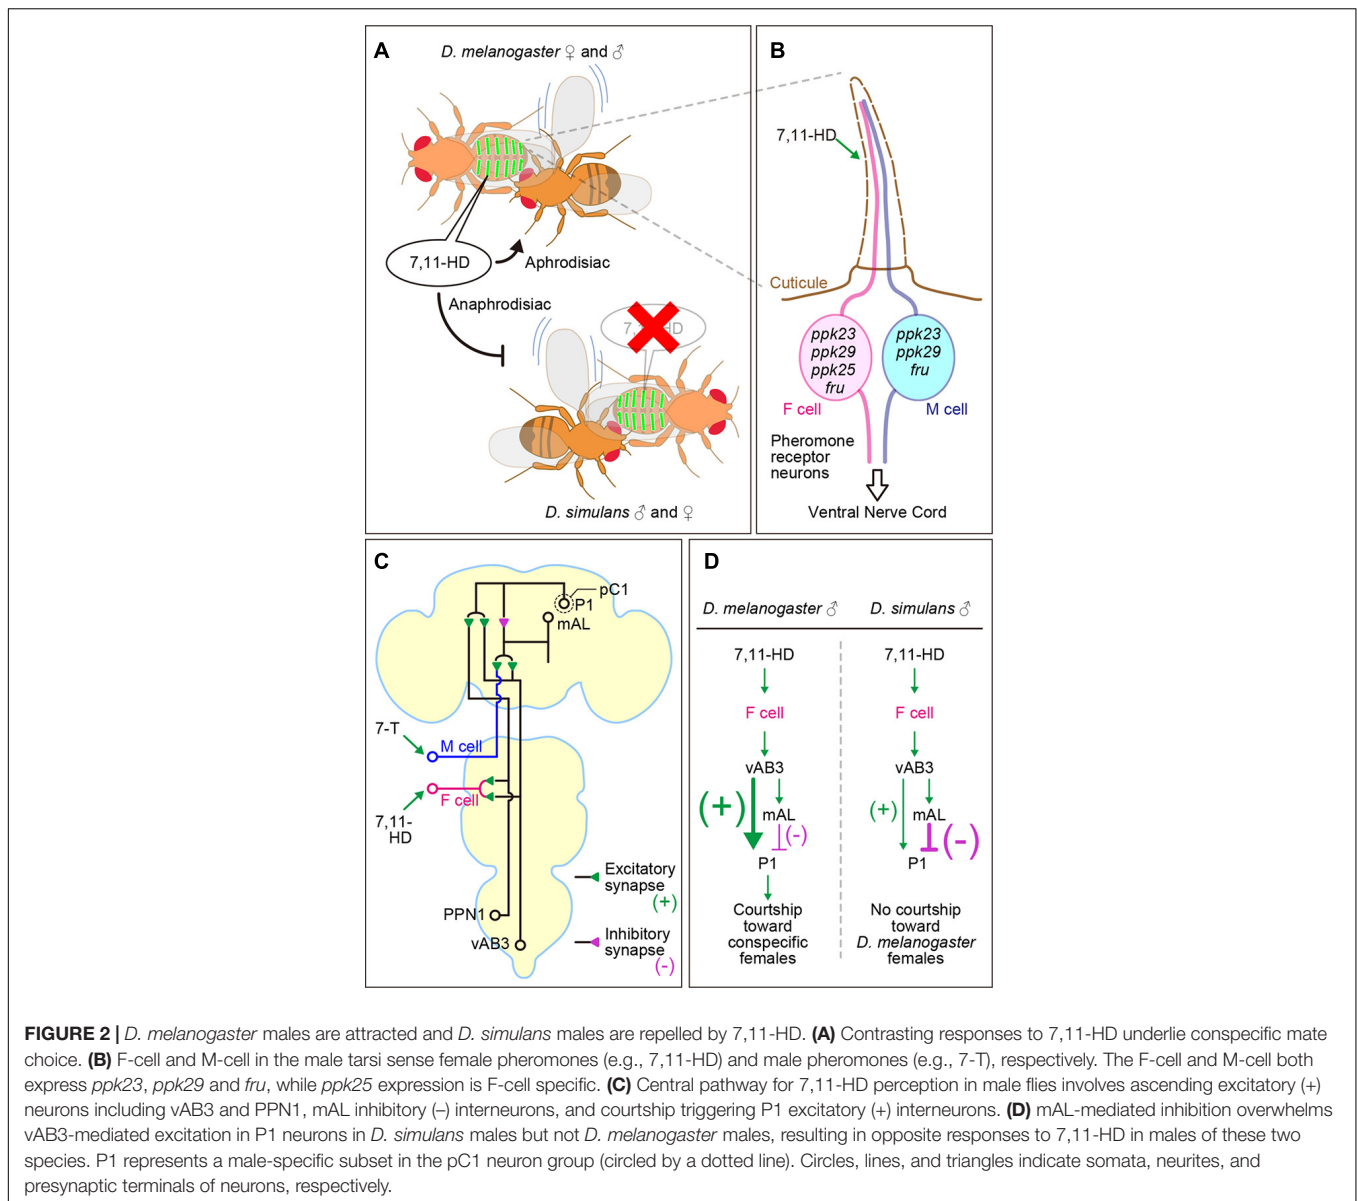 A
D. melanogaster ♀ and ♂
7,11-HD
Aphrodisiac
Anaphrodisiac
7,11-HD
D. simulans ♂ and ♀
B
7,11-HD
Cuticule
ppk23
ppk29
ppk25
fru
ppk23
ppk29
fru
F cell
M cell
Pheromone
receptor
neurons
Ventral Nerve Cord
C
pC1
P1
mAL
7-T
M cell
F cell
7,11-
HD
PPN1
vAB3
Excitatory
synapse
(+)
Inhibitory
synapse
(-)
D
D. melanogaster ♂
D. simulans ♂
7,11-HD
F cell
vAB3
(+)
mAL
(-)
P1
Courtship
toward
conspecific
females
7,11-HD
F cell
vAB3
(+)
mAL
(-)
P1
No courtship
toward
D. melanogaster
females
FIGURE 2 | D. melanogaster males are attracted and D. simulans males are repelled by 7,11-HD. (A) Contrasting responses to 7,11-HD underlie conspecific mate
choice. (B) F-cell and M-cell in the male tarsi sense female pheromones (e.g., 7,11-HD) and male pheromones (e.g., 7-T), respectively. The F-cell and M-cell both
express ppk23, ppk29 and fru, while ppk25 expression is F-cell specific. (C) Central pathway for 7,11-HD perception in male flies involves ascending excitatory (+)
neurons including vAB3 and PPN1, mAL inhibitory (–) interneurons, and courtship triggering P1 excitatory (+) interneurons. (D) mAL-mediated inhibition overwhelms
vAB3-mediated excitation in P1 neurons in D. simulans males but not D. melanogaster males, resulting in opposite responses to 7,11-HD in males of these two
species. P1 represents a male-specific subset in the pC1 neuron group (circled by a dotted line). Circles, lines, and triangles indicate somata, neurites, and
presynaptic terminals of neurons, respectively.